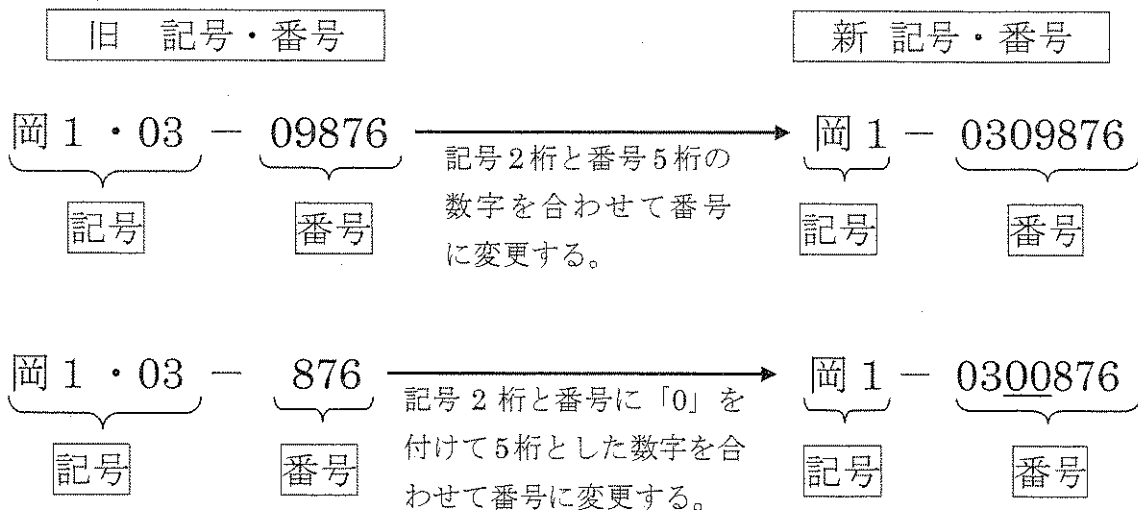 旧 記号・番号
新 記号・番号
岡1・03 － 09876
岡1－0309876
記号2桁と番号5桁の
数字を合わせて番号
に変更する。
記号
番号
記号
番号
岡1・03 － 876
岡1－0300876
記号2桁と番号に「0」を
付けて5桁とした数字を合
わせて番号に変更する。
記号
番号
記号
番号